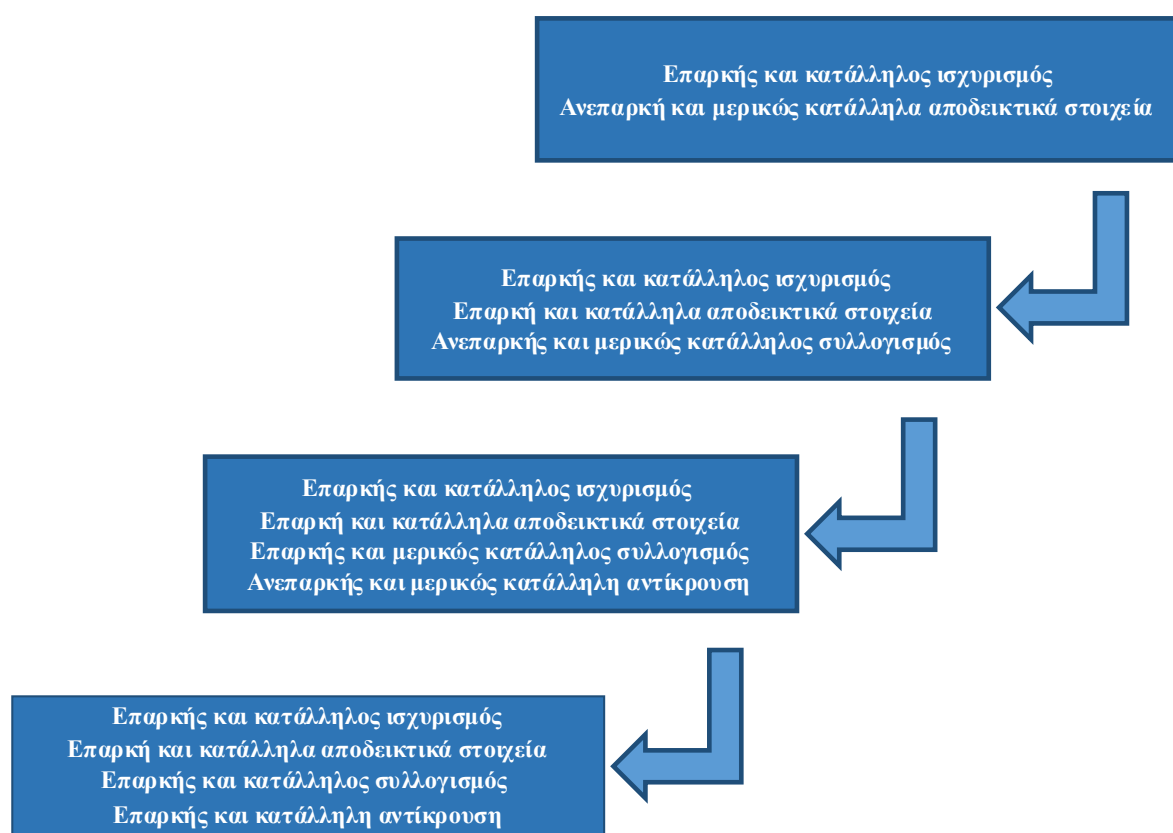 Επαρκής και κατάλληλος ισχυρισμός
Ανεπαρκή και μερικώς κατάλληλα αποδεικτικά στοιχεία
Επαρκής και κατάλληλος ισχυρισμός
Επαρκή και κατάλληλα αποδεικτικά στοιχεία
Ανεπαρκής και μερικώς κατάλληλος συλλογισμός
Επαρκής και κατάλληλος ισχυρισμός
Επαρκή και κατάλληλα αποδεικτικά στοιχεία
Επαρκής και μερικώς κατάλληλος συλλογισμός
Ανεπαρκής και μερικώς κατάλληλη αντίκρουση
Επαρκής και κατάλληλος ισχυρισμός
Επαρκή και κατάλληλα αποδεικτικά στοιχεία
Επαρκής και κατάλληλος συλλογισμός
Επαρκής και κατάλληλη αντίκρουση